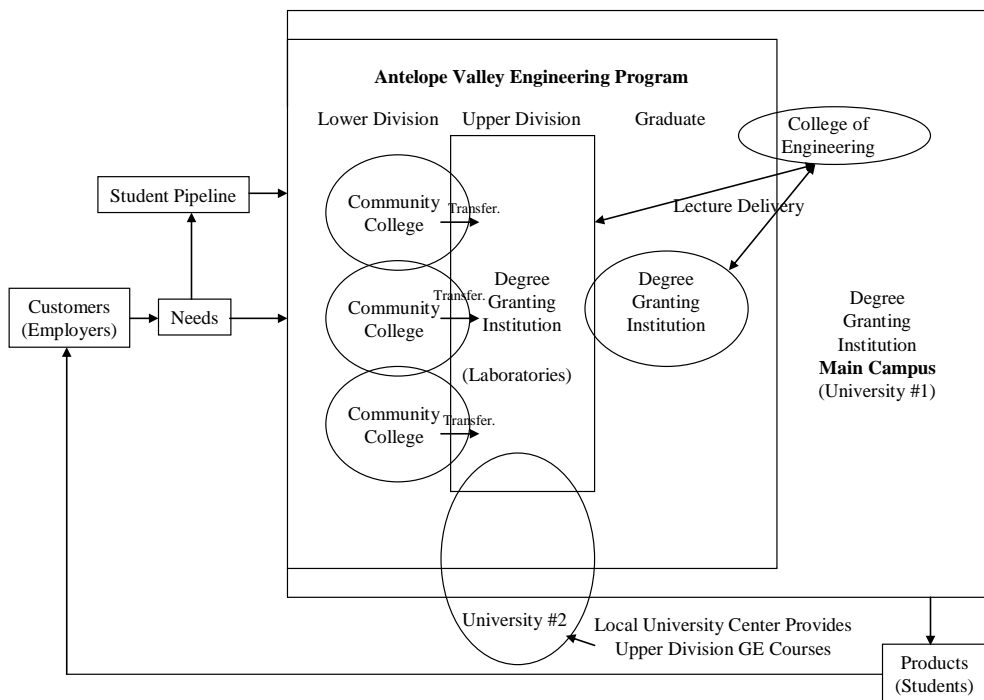 Antelope Valley Engineering Program
Lower Division
Upper Division
Graduate
College of
Engineering
Student Pipeline
Community
College
Transfer.
Lecture Delivery
Customers
(Employers)
Needs
Community
College
Transfer.
Degree
Granting
Institution
(Laboratories)
Degree
Granting
Institution
Degree
Granting
Institution
Main Campus
(University #1)
Community
College
Transfer.
University #2
Local University Center Provides
Upper Division GE Courses
Products
(Students)